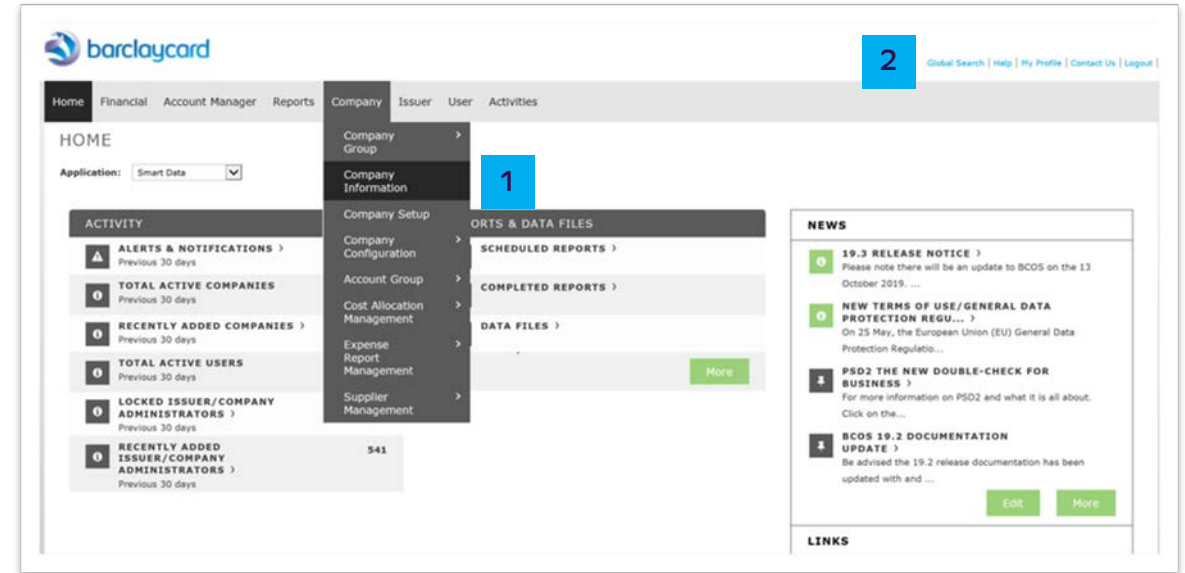 barclaycard
2
Global Search | Help | My Profile | Contact Us | Logout |
Home Financial Account Manager Reports Company Issuer User Activities
HOME
Application: Smart Data
Company
Group
Company
Information
1
Company Setup
Company
Configuration
Account Group
Cost Allocation
Management
Expense
Report
Management
Supplier
Management
ACTIVITY
ALERTS & NOTIFICATIONS >
Previous 30 days
TOTAL ACTIVE COMPANIES
Previous 30 days
RECENTLY ADDED COMPANIES >
Previous 30 days
TOTAL ACTIVE USERS
Previous 30 days
LOCKED ISSUER/COMPANY
ADMINISTRATORS >
Previous 30 days
RECENTLY ADDED
ISSUER/COMPANY
ADMINISTRATORS >
Previous 30 days
541
ORTS & DATA FILES
SCHEDULED REPORTS >
COMPLETED REPORTS >
DATA FILES >
More
NEWS
19.3 RELEASE NOTICE >
Please note there will be an update to BCOS on the 13
October 2019. ...
NEW TERMS OF USE/GENERAL DATA
PROTECTION REGU... >
On 25 May, the European Union (EU) General Data
Protection Regulatio...
PSD2 THE NEW DOUBLE-CHECK FOR
BUSINESS >
For more information on PSD2 and what it is all about.
Click on the...
BCOS 19.2 DOCUMENTATION
UPDATE >
Be advised the 19.2 release documentation has been
updated with and ...
Edit More
LINKS